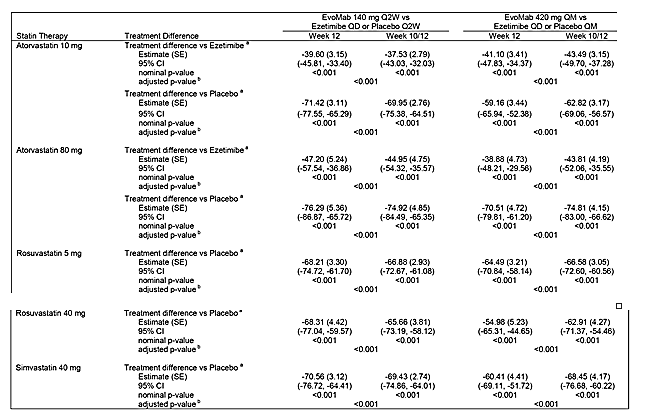 EvoMab 140 mg Q2W vs Ezetimibe QD or Placebo Q2W EvoMab 420 mg QM vs Ezetimibe QD or Placebo QM
Statin Therapy Treatment Difference Week 12 Week 10/12 Week 12 Week 10/12
Atorvastatin 10 mg Treatment difference vs Ezetimibe a
Estimate (SE) -39.60 (3.15) -37.53 (2.79) -41.10 (3.41) -43.49 (3.15)
95% CI (-45.81, -33.40) (-43.03, -32.03) (-47.83, -34.37) (-49.70, -37.28)
nominal p-value <0.001 <0.001 <0.001 <0.001
adjusted p-value b <0.001 <0.001
Treatment difference vs Placebo a
Estimate (SE) -71.42 (3.11) -69.95 (2.76) -59.16 (3.44) -62.82 (3.17)
95% CI (-77.55, -65.29) (-75.38, -64.51) (-65.94, -52.38) (-69.06, -56.57)
nominal p-value <0.001 <0.001 <0.001 <0.001
adjusted p-value b <0.001 <0.001
Atorvastatin 80 mg Treatment difference vs Ezetimibe a
Estimate (SE) -47.20 (5.24) -44.95 (4.75) -38.88 (4.73) -43.81 (4.19)
95% CI (-57.54, -36.86) (-54.32, -35.57) (-48.21, -29.56) (-52.06, -35.55)
nominal p-value <0.001 <0.001 <0.001 <0.001
adjusted p-value b <0.001 <0.001
Treatment difference vs Placebo a
Estimate (SE) -76.29 (5.36) -74.92 (4.85) -70.51 (4.72) -74.81 (4.15)
95% CI (-86.87, -65.72) (-84.49, -65.35) (-79.81, -61.20) (-83.00, -66.62)
nominal p-value <0.001 <0.001 <0.001 <0.001
adjusted p-value b <0.001 <0.001
Rosuvastatin 5 mg Treatment difference vs Placebo a
Estimate (SE) -68.21 (3.30) -66.88 (2.93) -64.49 (3.21) -66.58 (3.05)
95% CI (-74.72, -61.70) (-72.67, -61.08) (-70.84, -58.14) (-72.60, -60.56)
nominal p-value <0.001 <0.001 <0.001 <0.001
adjusted p-value b <0.001 <0.001
Rosuvastatin 40 mg Treatment difference vs Placebo a
Estimate (SE) -68.31 (4.42) -65.66 (3.81) -54.98 (5.23) -62.91 (4.27)
95% CI (-77.04, -59.57) (-73.19, -58.12) (-65.31, -44.65) (-71.37, -54.46)
nominal p-value <0.001 <0.001 <0.001 <0.001
adjusted p-value b <0.001 <0.001
Simvastatin 40 mg Treatment difference vs Placebo a
Estimate (SE) -70.56 (3.12) -69.43 (2.74) -60.41 (4.41) -68.45 (4.17)
95% CI (-76.72, -64.41) (-74.86, -64.01) (-69.11, -51.72) (-76.68, -60.22)
nominal p-value <0.001 <0.001 <0.001 <0.001
adjusted p-value b <0.001 <0.001